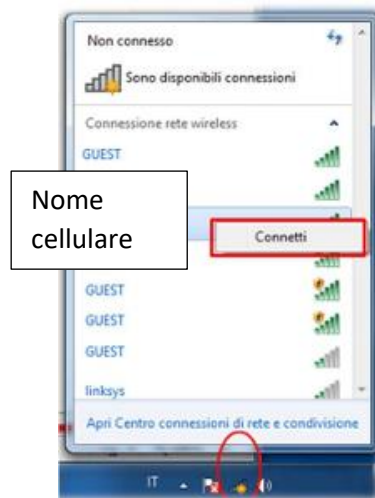 Non connesso
Sono disponibili connessioni
Connessione rete wireless
GUEST
Nome
cellulare
Connetti
GUEST
GUEST
GUEST
linksys
Apri Centro connessioni di rete e condivisione
IT